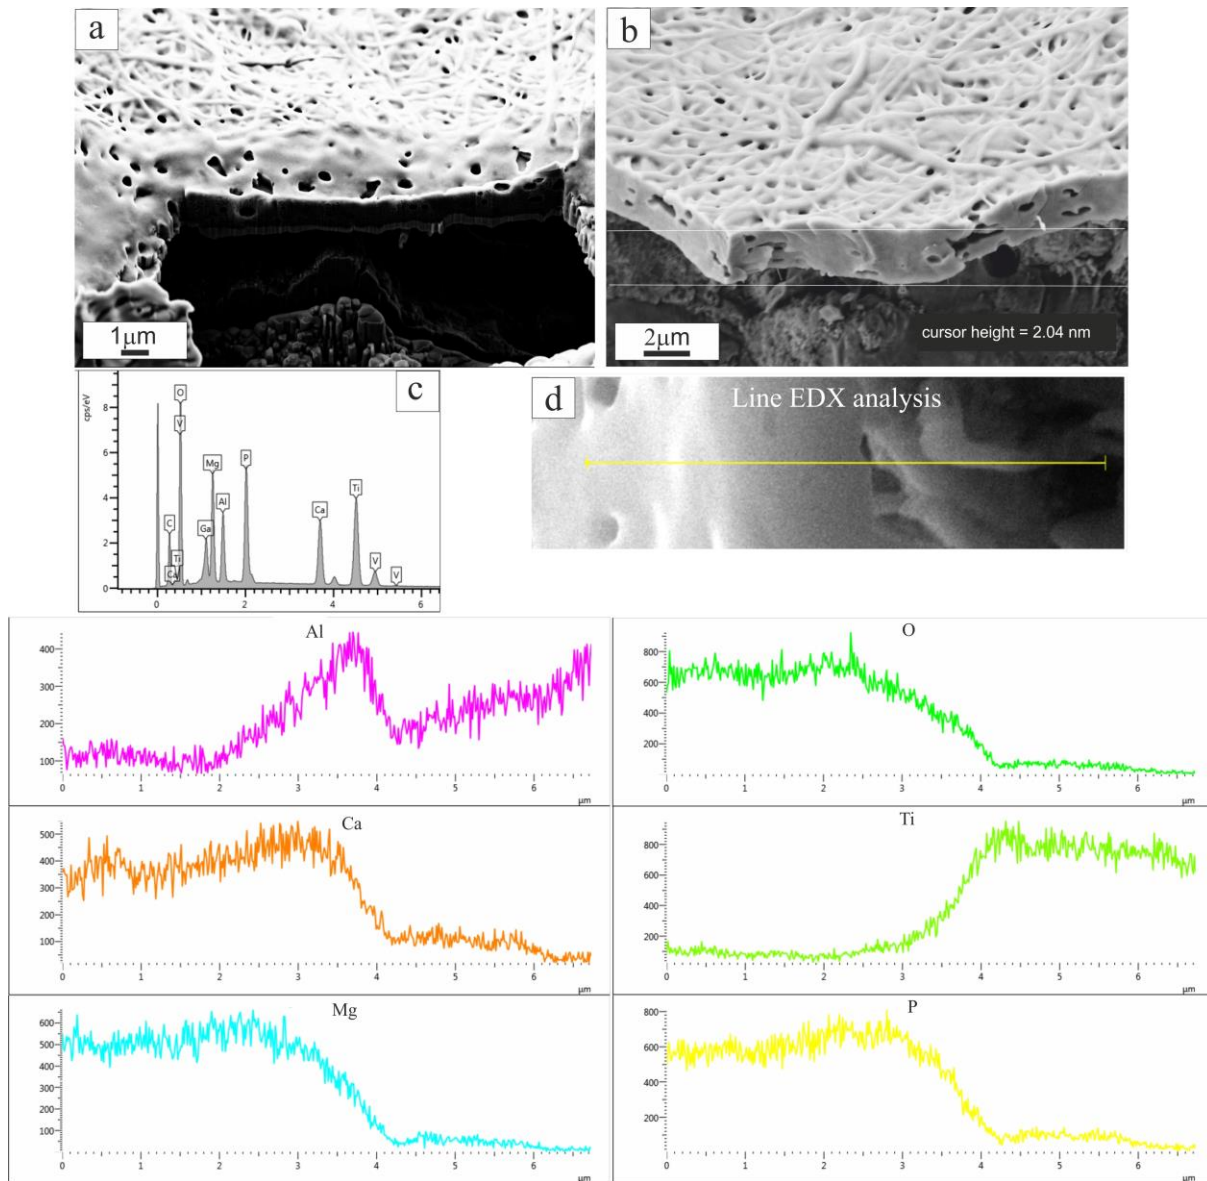 a
1μm
b
2μm
cursor height = 2.04 nm
c
cps/eV
8
6
4
2
0
O
V
C
Ti
Ca
Ga
Mg
Al
P
Ca
Ti
V
V
0 2 4 6
d
Line EDX analysis
Al
400
300
200
100
0 1 2 3 4 5 6
μm
O
800
600
400
200
0 1 2 3 4 5 6
μm
Ca
500
400
300
200
100
0 1 2 3 4 5 6
μm
Ti
800
600
400
200
0 1 2 3 4 5 6
μm
Mg
600
500
400
300
200
100
0 1 2 3 4 5 6
μm
P
800
600
400
200
0 1 2 3 4 5 6
μm